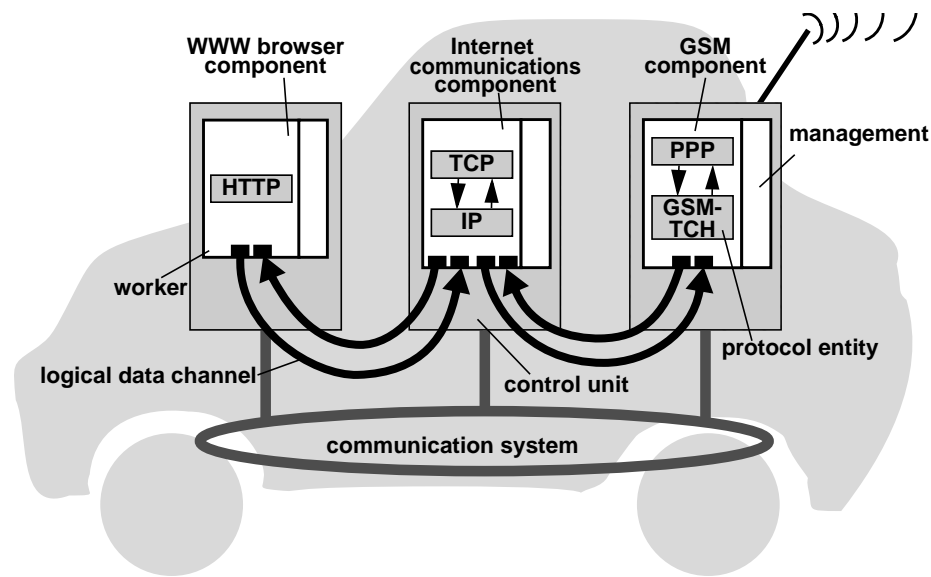 WWW browser
component
Internet
communications
component
GSM
component
management
HTTP
TCP
IP
PPP
GSM-
TCH
worker
logical data channel
control unit
protocol entity
communication system